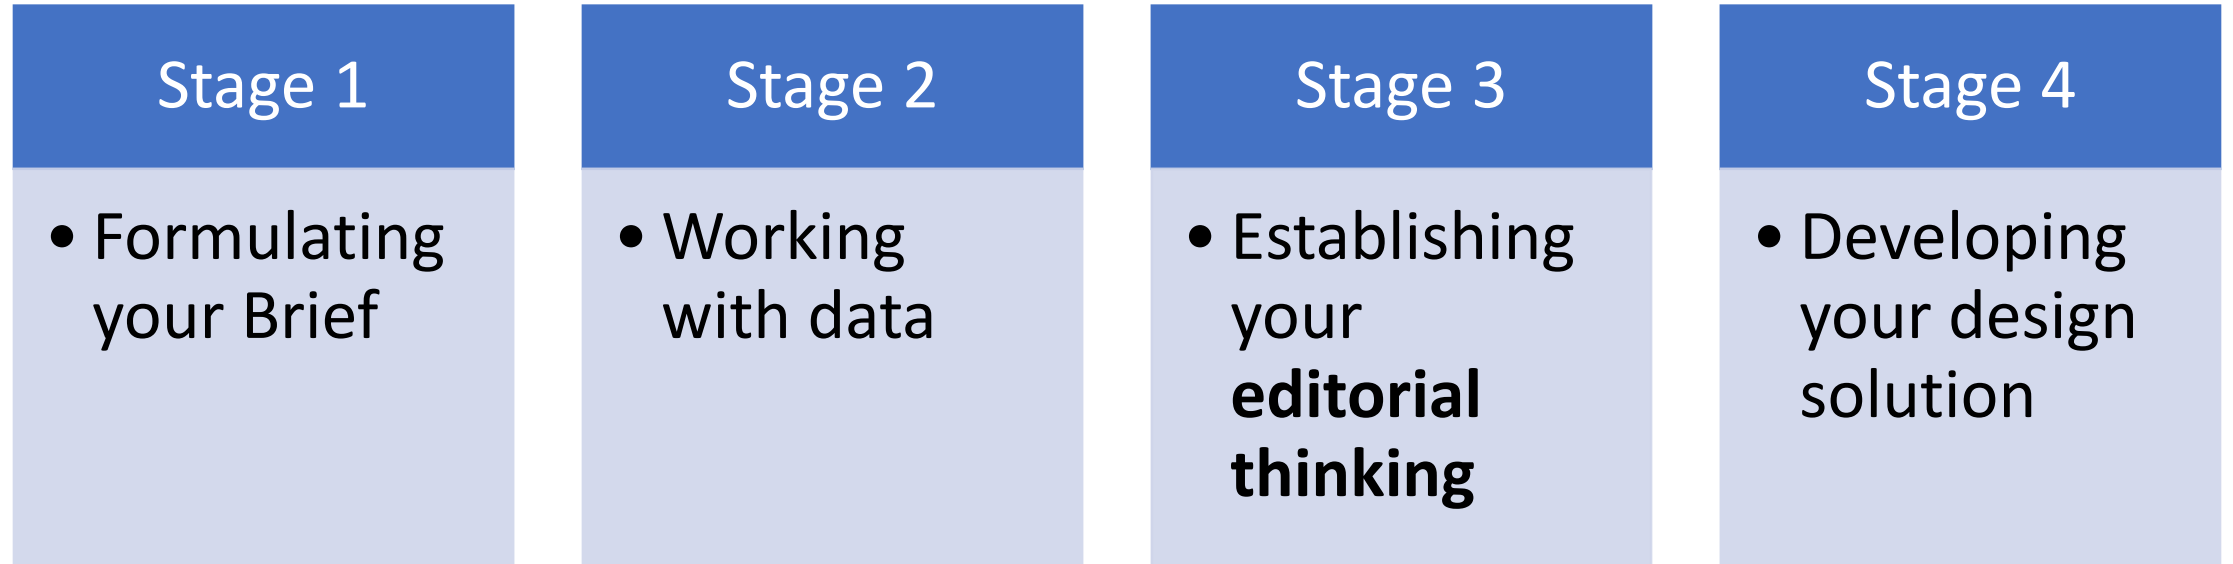 Stage 1
• Formulating
your Brief
Stage 2
• Working
with data
Stage 3
• Establishing
your
editorial
thinking
Stage 4
• Developing
your design
solution